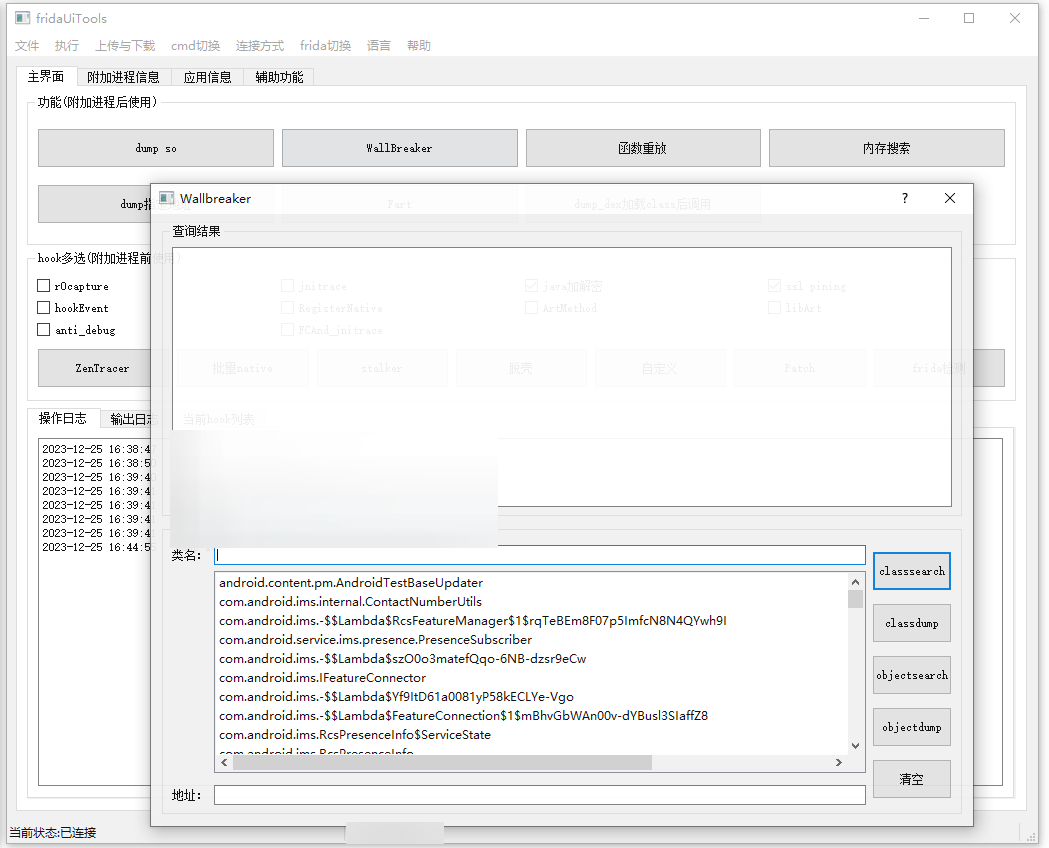 fridaUiTools
文件 执行 上传与下载 cmd切换 连接方式 frida切换 语言 帮助
主界面 附加进程信息 应用信息 辅助功能
功能(附加进程后使用)
dump so WallBreaker 函数重放 内存搜索
dump指 Fart dump_dex加载class后调用
Wallbreaker ?
查询结果
hook多选(附加进程前使用)
r0capture jnitrace java加解密 ssl pining
hookEvent RegisterNative ArtMethod libArt
anti_debug FCAnd_jnitrace
ZenTracer 批量native stalker 脱壳 自定义 Patch frida检测
操作日志 输出日志 当前hook列表
2023-12-25 16:38:4
2023-12-25 16:38:5
2023-12-25 16:39:4
2023-12-25 16:39:4
2023-12-25 16:39:4
2023-12-25 16:39:4
2023-12-25 16:39:4
2023-12-25 16:44:5
类名:
classsearch
android.content.pm.AndroidTestBaseUpdater
com.android.ims.internal.ContactNumberUtils
com.android.ims.-$$Lambda$RcsFeatureManager$1$rqTeBEm8F07p5ImfcN8N4QYwh9I
classdump
com.android.service.ims.presence.PresenceSubscriber
com.android.ims.-$$Lambda$szO0o3matefQqo-6NB-dzsr9eCw
com.android.ims.IFeatureConnector
objectsearch
com.android.ims.-$$Lambda$Yf9ItD61a0081yP58kECLYe-Vgo
com.android.ims.-$$Lambda$FeatureConnection$1$mBhvGbWAn00v-dYBusl3SIaffZ8
objectdump
com.android.ims.RcsPresenceInfo$ServiceState
com.android.ims.RcsPresenceInfo
清空
地址:
当前状态:已连接